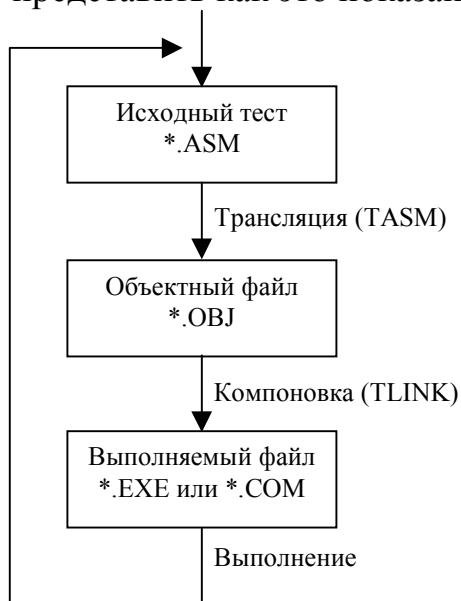 представить как это показан
Исходный тест
*.ASM
Трансляция (TASM)
Объектный файл
*.OBJ
Компоновка (TLINK)
Выполняемый файл
*.EXE или *.COM
Выполнение